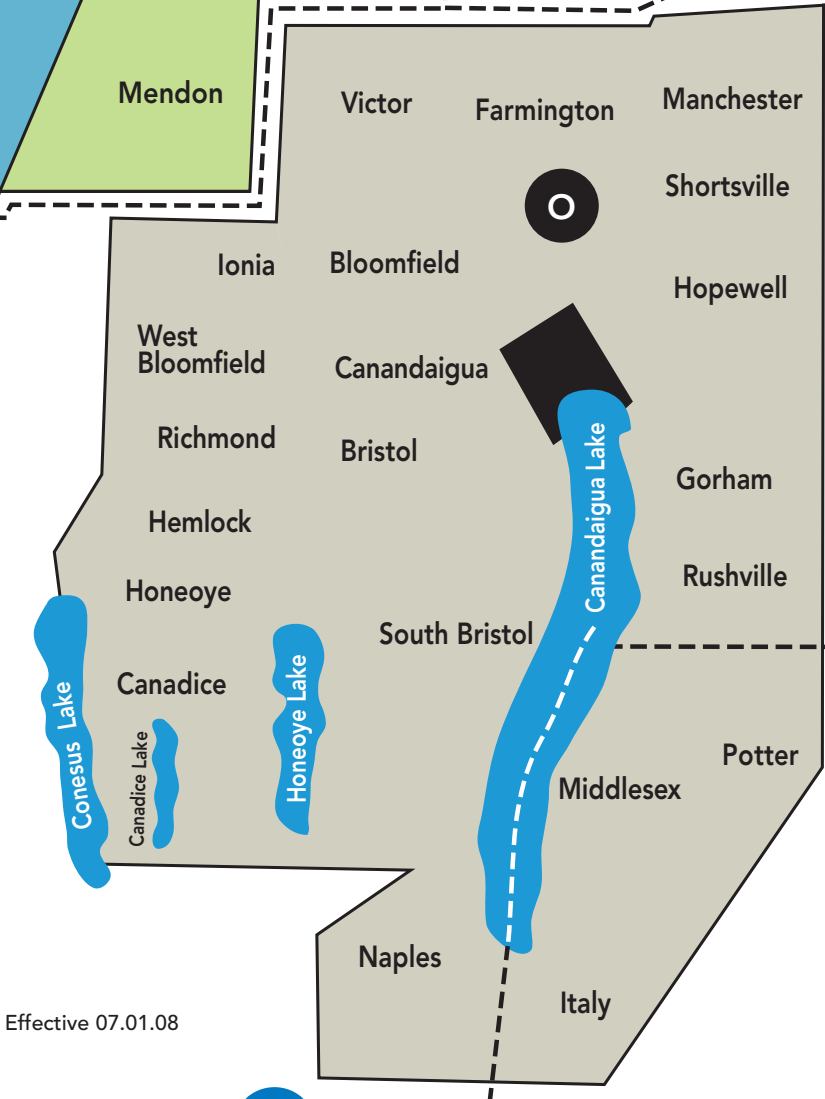 Mendon
Victor
Farmington
Manchester
Shortsville
O
Ionia
Bloomfield
Hopewell
West
Bloomfield
Canandaigua
Richmond
Bristol
Canandaigua Lake
Gorham
Hemlock
Honeoye
Rushville
South Bristol
Canadice
Conesus Lake
Canadice Lake
Honeoye Lake
Potter
Middlesex
Naples
Italy
Effective 07.01.08